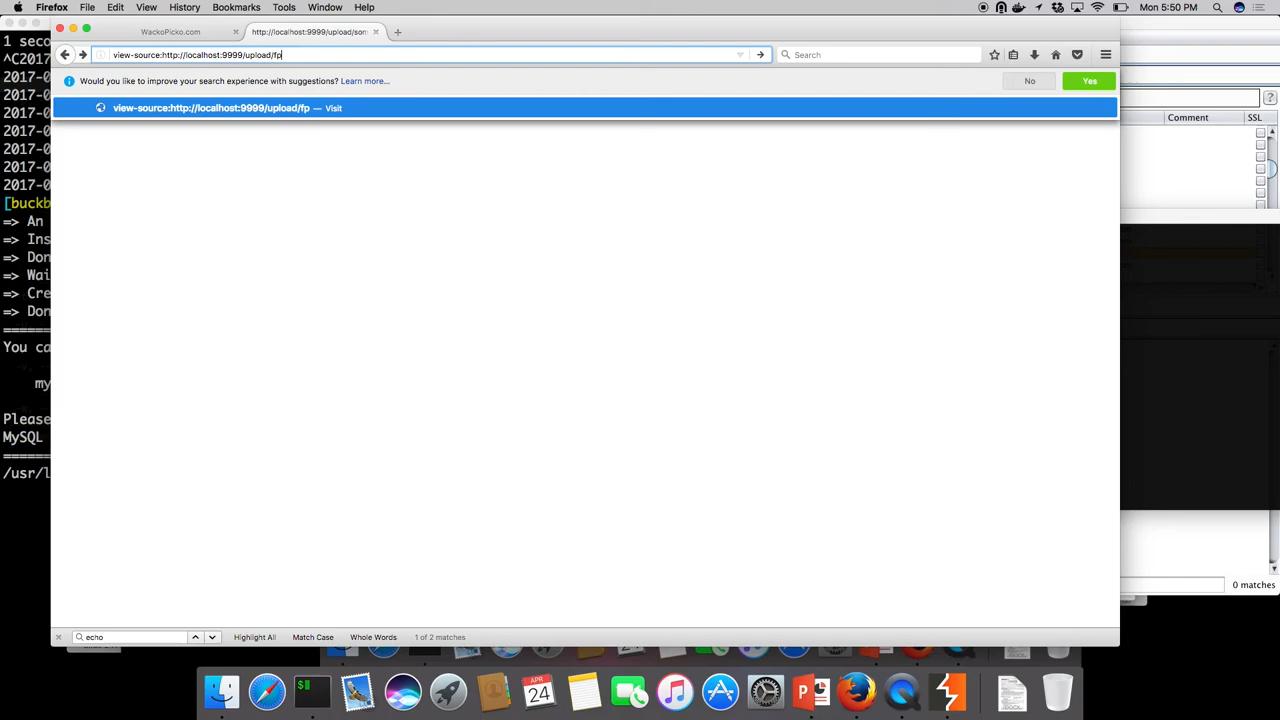 Firefox File Edit View History Bookmarks Tools Window Help Mon 5:50 PM
WackoPicko.com
http://localhost:9999/upload/son
view-source:http://localhost:9999/upload/fp
Search
Would you like to improve your search experience with suggestions? Learn more...
No
Yes
view-source:http://localhost:9999/upload/fp — Visit
Comment
SSL
1 seco
^C2017
2017-0
2017-0
2017-0
2017-0
2017-0
2017-0
2017-0
[buckb
=> An
=> Ins
=> Don
=> Wai
=> Cre
=> Don
=====
You ca
my
Please
MySQL
=====
/usr/l
0 matches
echo
Highlight All
Match Case
Whole Words
1 of 2 matches
APR
24